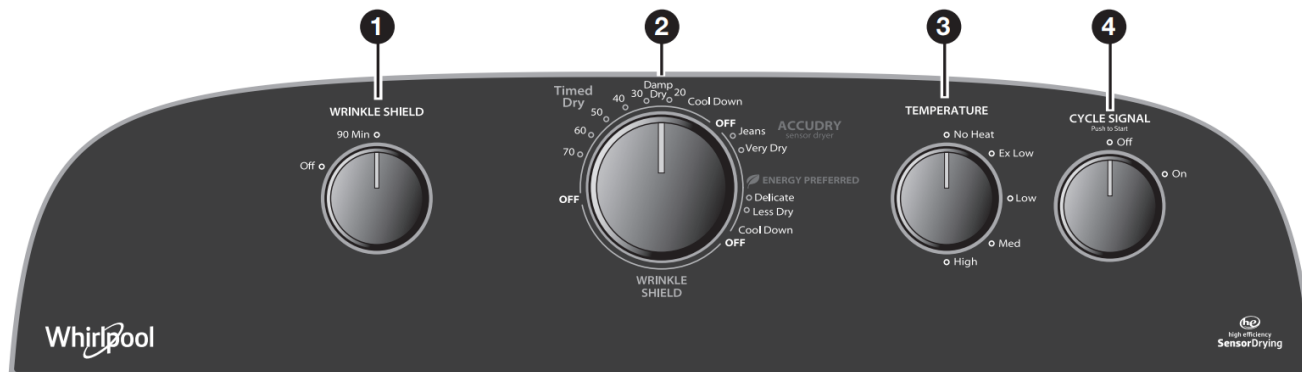 1
2
3
4
WRINKLE SHIELD
90 Min
Off
Timed
Dry
Damp
Dry
20
30
40
50
60
70
OFF
Cool Down
OFF
Jeans
Very Dry
ACCUDRY
sensor dryer
ENERGY PREFERRED
Delicate
Less Dry
Cool Down
OFF
WRINKLE
SHIELD
TEMPERATURE
No Heat
Ex Low
Low
Med
High
CYCLE SIGNAL
Push to Start
Off
On
Whirlpool
he
high efficiency
SensorDrying